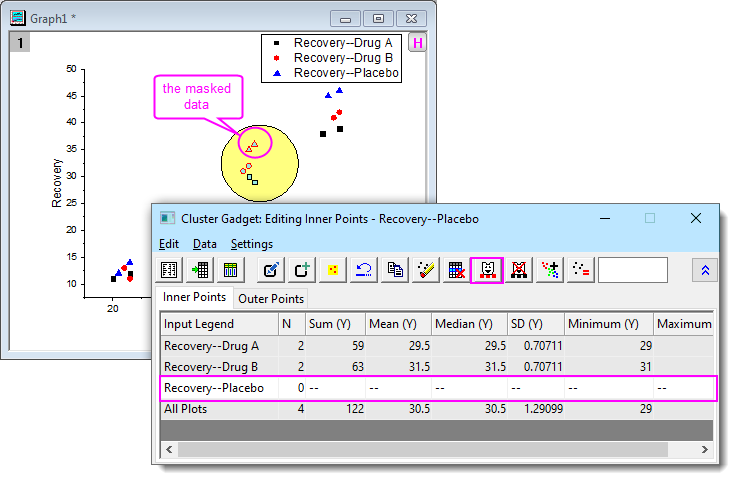 Graph1 *
1
H
Recovery--Drug A
Recovery--Drug B
Recovery--Placebo
the masked
data
50
45
40
35
30
25
20
15
10
Recovery
20
Cluster Gadget: Editing Inner Points - Recovery--Placebo
Edit Data Settings
Inner Points Outer Points
Input Legend N Sum (Y) Mean (Y) Median (Y) SD (Y) Minimum (Y) Maximum
Recovery--Drug A 2 59 29.5 29.5 0.70711 29
Recovery--Drug B 2 63 31.5 31.5 0.70711 31
Recovery--Placebo 0 -- -- -- -- -- --
All Plots 4 122 30.5 30.5 1.29099 29